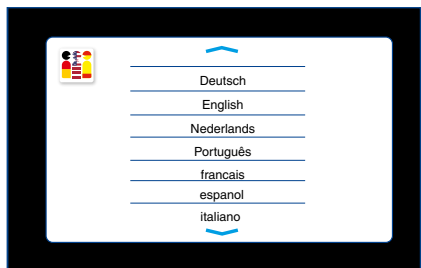 Deutsch
English
Nederlands
Português
francais
espanol
italiano